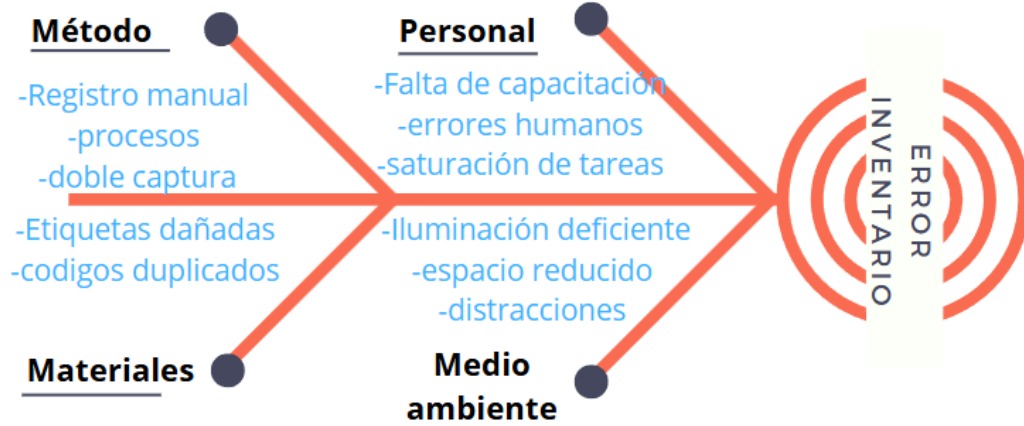 Método
-Registro manual
-procesos
-doble captura
Personal
-Falta de capacitación
-errores humanos
-saturación de tareas
-Etiquetas dañadas
-codigos duplicados
Materiales
-Iluminación deficiente
-espacio reducido
-distracciones
Medio
ambiente
ERROR
INVENTARIO